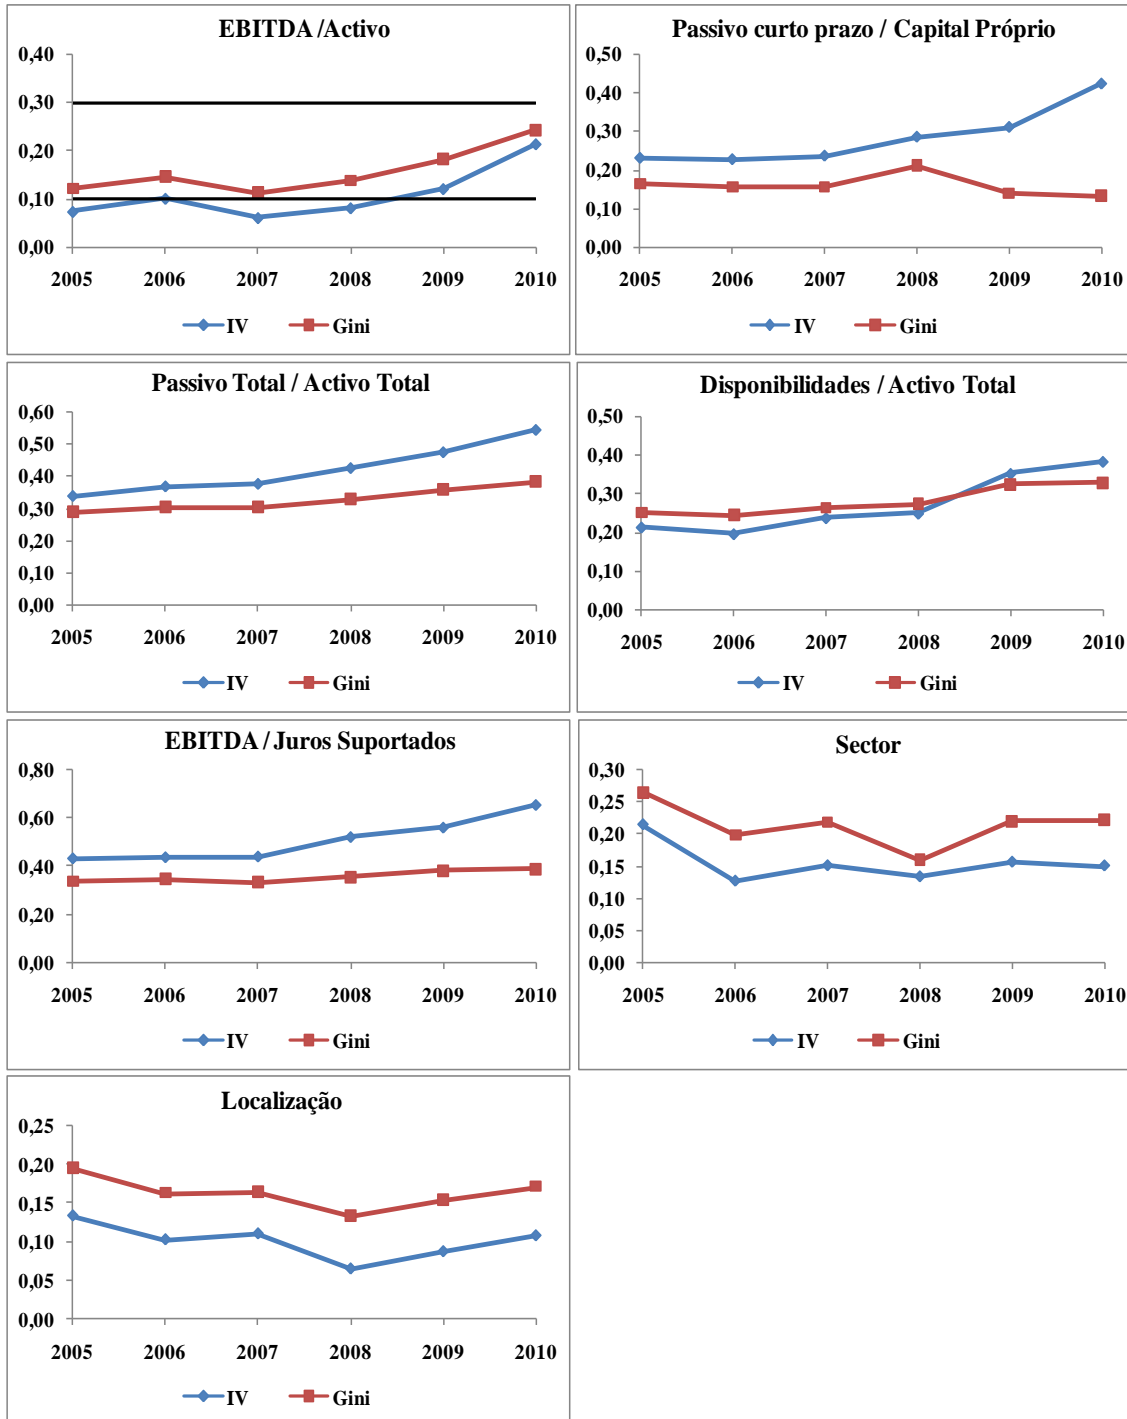 EBITDA /Activo
0,40
0,30
0,20
0,10
0,00
2005 2006 2007 2008 2009 2010
IV Gini
Passivo curto prazo / Capital Próprio
0,50
0,40
0,30
0,20
0,10
0,00
2005 2006 2007 2008 2009 2010
IV Gini
Passivo Total / Activo Total
0,60
0,50
0,40
0,30
0,20
0,10
0,00
2005 2006 2007 2008 2009 2010
IV Gini
Disponibilidades / Activo Total
0,50
0,40
0,30
0,20
0,10
0,00
2005 2006 2007 2008 2009 2010
IV Gini
EBITDA / Juros Suportados
0,80
0,60
0,40
0,20
0,00
2005 2006 2007 2008 2009 2010
IV Gini
Sector
0,30
0,25
0,20
0,15
0,10
0,05
0,00
2005 2006 2007 2008 2009 2010
IV Gini
Localização
0,25
0,20
0,15
0,10
0,05
0,00
2005 2006 2007 2008 2009 2010
IV Gini